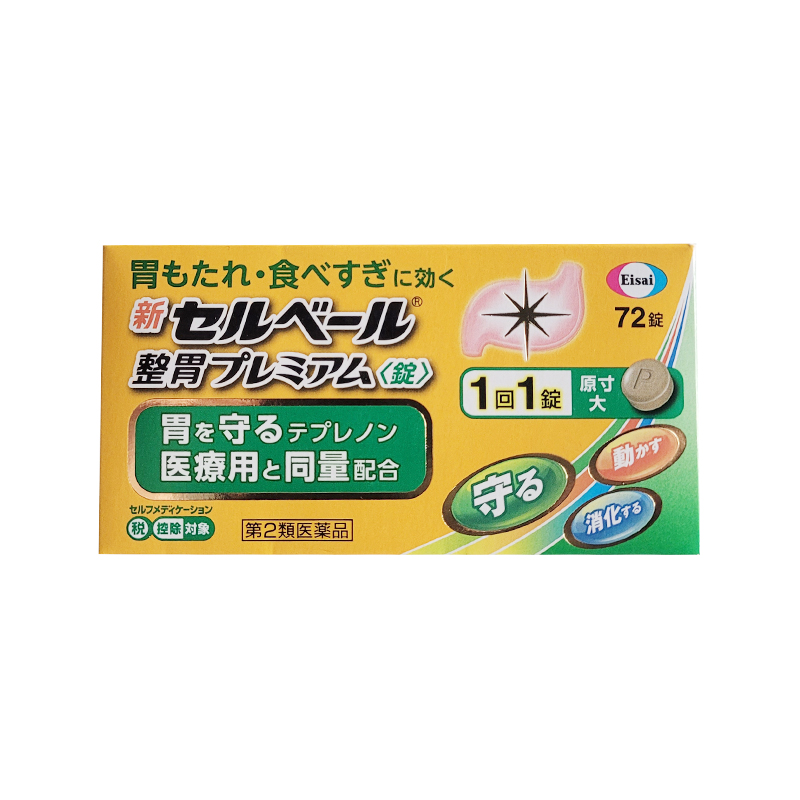 胃もたれ・食べすぎに効く
新セルベール®
整胃プレミアム〈錠〉
胃を守るテプレノン
医療用と同量配合
セルフメディケーション
税 控除 対象
第2類医薬品
Eisai
72錠
1回1錠
原寸大
P
守る
動かす
消化する